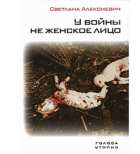 СВЕТЛАНА АЛЕКСИЕВИЧ
У ВОЙНЫ
НЕ ЖЕНСКОЕ ЛИЦО
ГОЛОСА
УТОПИИ